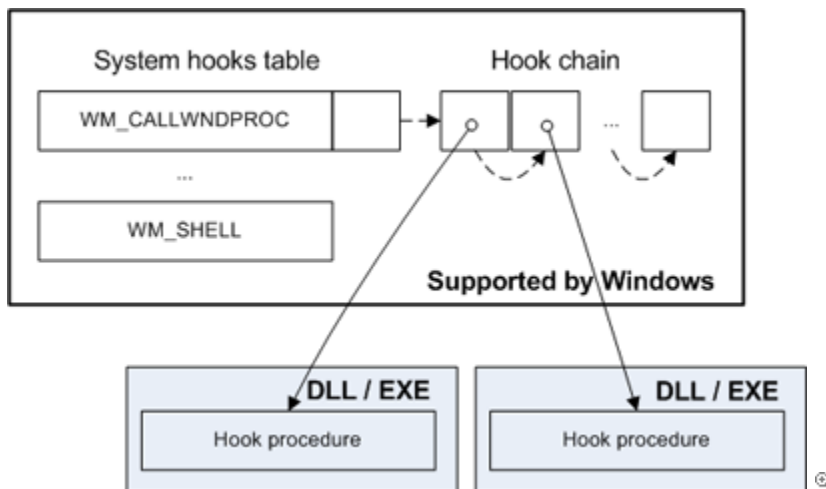 System hooks table
Hook chain
WM_CALLWNDPROC
...
...
WM_SHELL
Supported by Windows
DLL / EXE
DLL / EXE
Hook procedure
Hook procedure